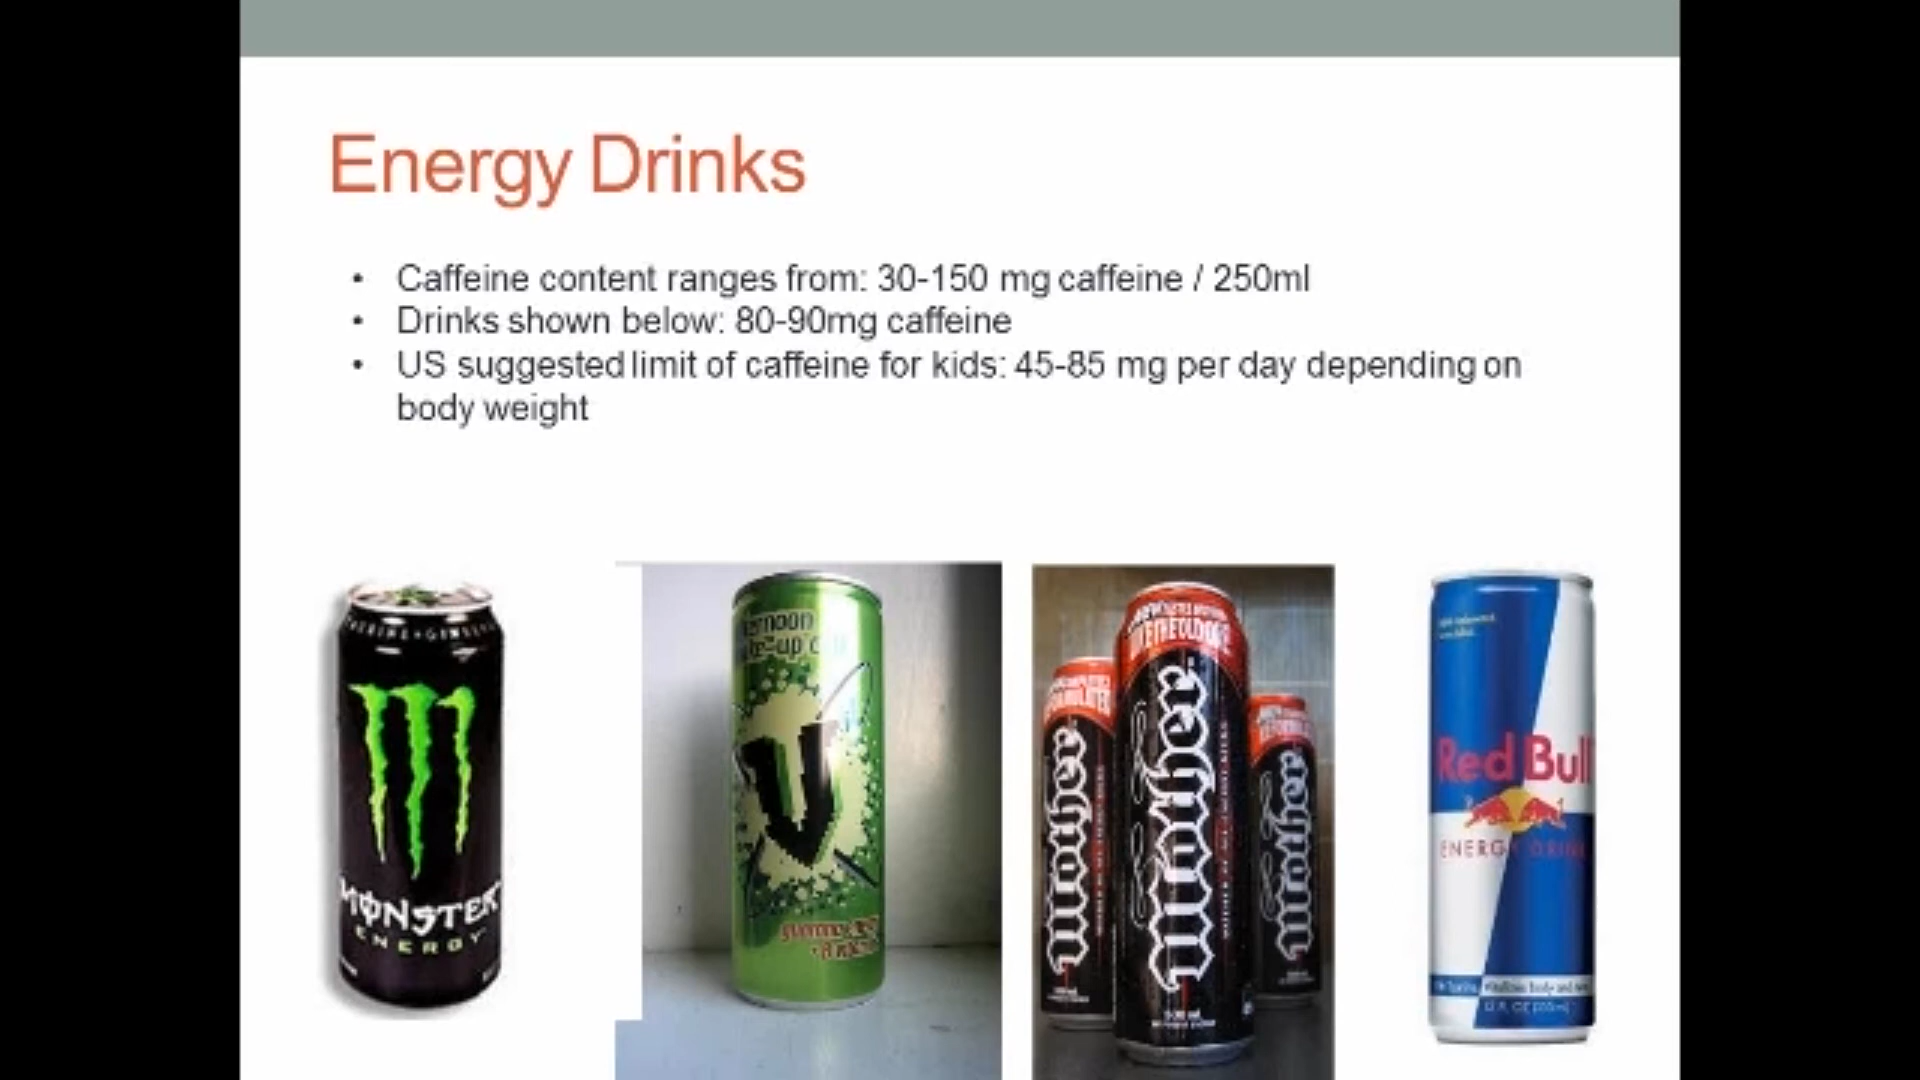 Energy Drinks
• Caffeine content ranges from: 30-150 mg caffeine / 250ml
• Drinks shown below: 80-90mg caffeine
• US suggested limit of caffeine for kids: 45-85 mg per day depending on
body weight
MONSTER
ENERGY
V
mother
mother
mother
Red Bull
ENERGY DRINK